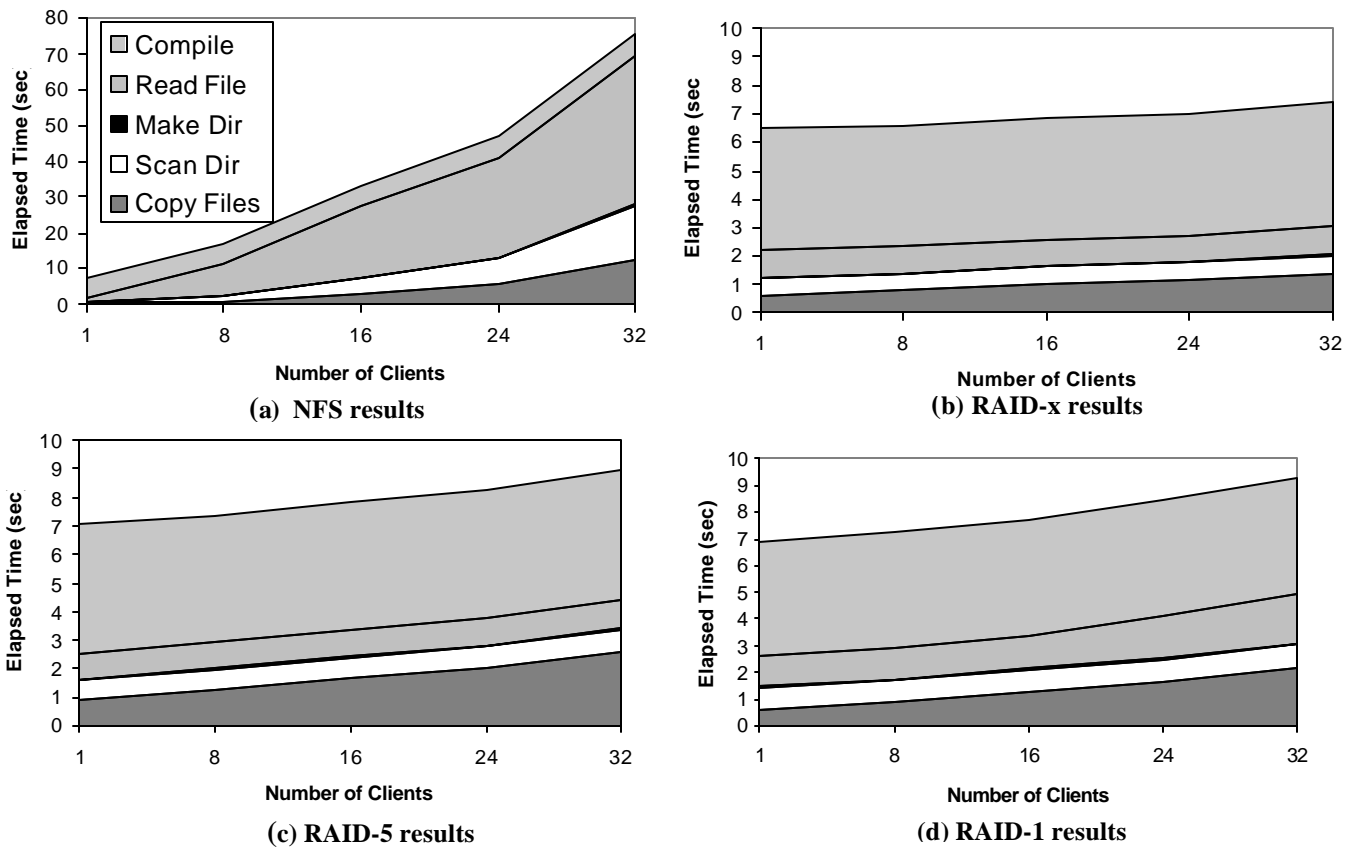 80
70
60
50
40
30
20
10
0
Elapsed Time (sec
Compile
Read File
Make Dir
Scan Dir
Copy Files
1 8 16 24 32
Number of Clients
(a) NFS results
10
9
8
7
6
5
4
3
2
1
0
Elapsed Time (sec
1 8 16 24 32
Number of Clients
(b) RAID-x results
10
9
8
7
6
5
4
3
2
1
0
Elapsed Time (sec
1 8 16 24 32
Number of Clients
(c) RAID-5 results
10
9
8
7
6
5
4
3
2
1
0
Elapsed Time (sec)
1 8 16 24 32
Number of Clients
(d) RAID-1 results